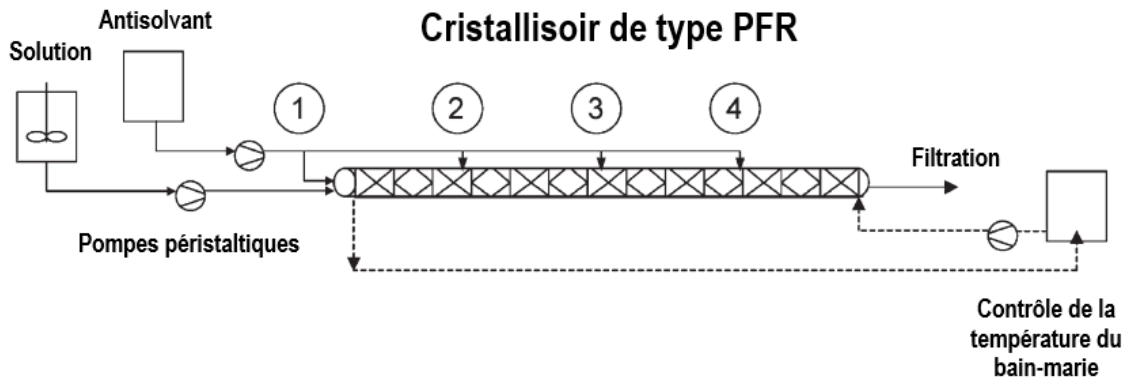 Cristallisoir de type PFR
Antisolvant
Solution
1
2
3
4
Filtration
Pompes péristaltiques
Contrôle de la
température du
bain-marie